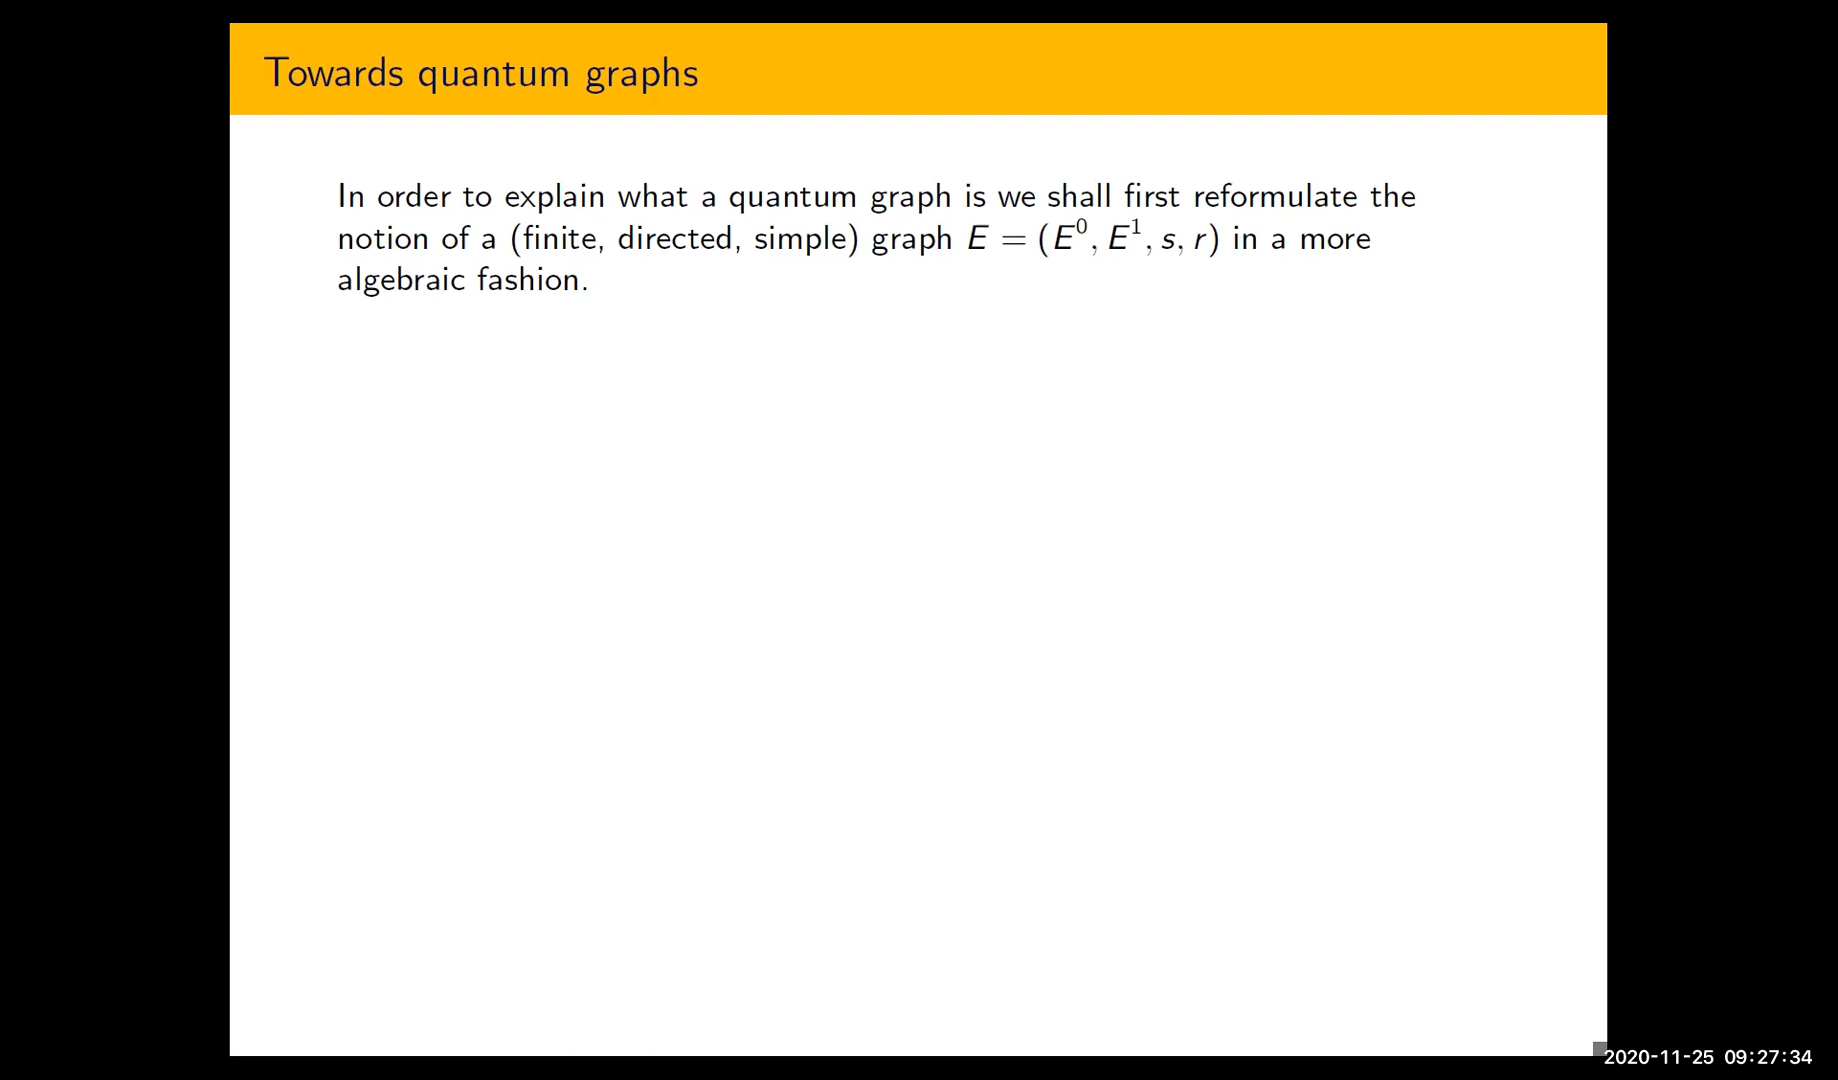 Towards quantum graphs
In order to explain what a quantum graph is we shall first reformulate the
notion of a (finite, directed, simple) graph E = (E⁰, E¹, s, r) in a more
algebraic fashion.
2020-11-25 09:27:34